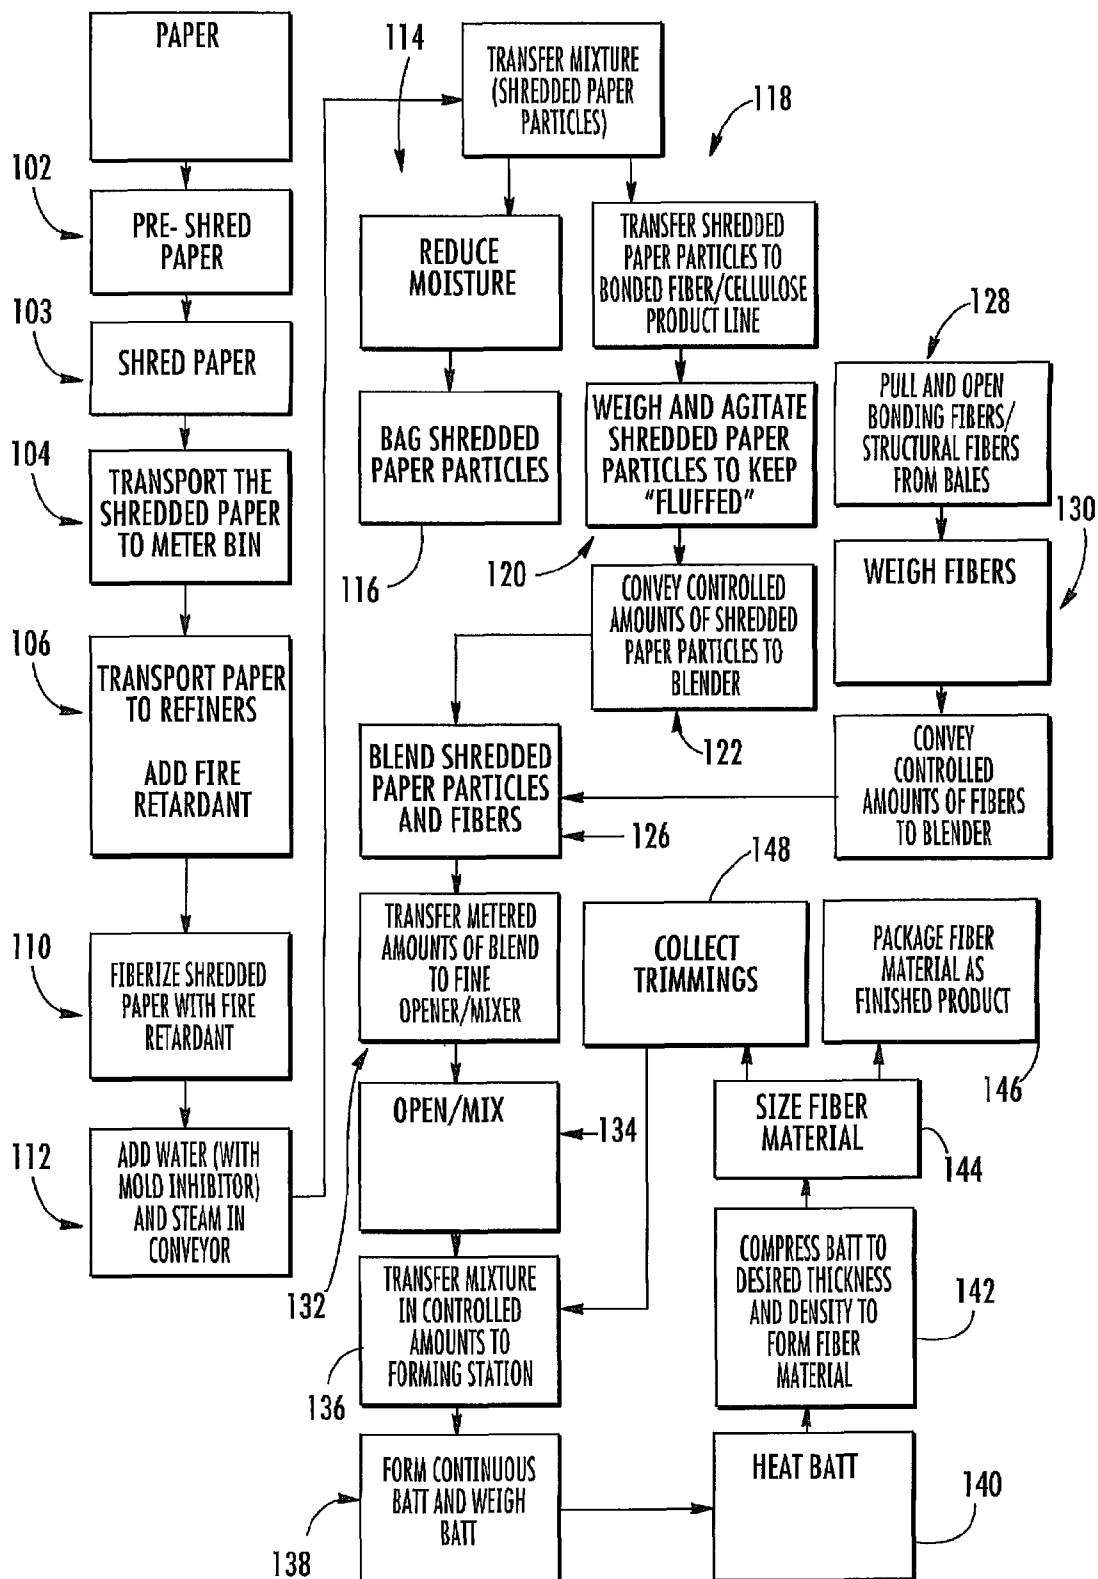 PAPER
102
PRE- SHRED
PAPER
103
SHRED PAPER
104
TRANSPORT THE
SHREDDED PAPER
TO METER BIN
106
TRANSPORT PAPER
TO REFINERS
ADD FIRE
RETARDANT
110
FIBERIZE SHREDDED
PAPER WITH FIRE
RETARDANT
112
ADD WATER (WITH
MOLD INHIBITOR)
AND STEAM IN
CONVEYOR
114
TRANSFER MIXTURE
(SHREDDED PAPER
PARTICLES)
118
REDUCE
MOISTURE
BAG SHREDDED
PAPER PARTICLES
116
TRANSFER SHREDDED
PAPER PARTICLES TO
BONDED FIBER/CELLULOSE
PRODUCT LINE
WEIGH AND AGITATE
SHREDDED PAPER
PARTICLES TO KEEP
“FLUFFED”
120
CONVEY CONTROLLED
AMOUNTS OF SHREDDED
PAPER PARTICLES TO
BLENDER
122
128
PULL AND OPEN
BONDING FIBERS/
STRUCTURAL FIBERS
FROM BALES
130
WEIGH FIBERS
CONVEY
CONTROLLED
AMOUNTS OF FIBERS
TO BLENDER
BLEND SHREDDED
PAPER PARTICLES
AND FIBERS
126
TRANSFER METERED
AMOUNTS OF BLEND
TO FINE
OPENER/MIXER
132
OPEN/MIX
134
TRANSFER MIXTURE
IN CONTROLLED
AMOUNTS TO
FORMING STATION
136
FORM CONTINUOUS
BATT AND WEIGH
BATT
138
HEAT BATT
140
COMPRESS BATT TO
DESIRED THICKNESS
AND DENSITY TO
FORM FIBER
MATERIAL
142
SIZE FIBER
MATERIAL
144
148
COLLECT
TRIMMINGS
PACKAGE FIBER
MATERIAL AS
FINISHED PRODUCT
146